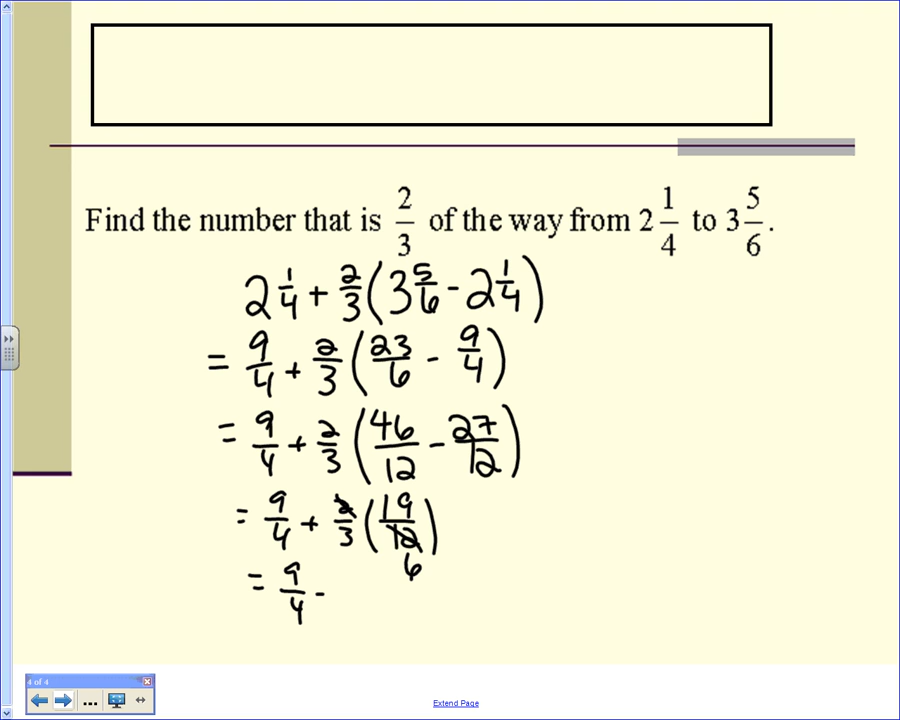 Find the number that is 2/3 of the way from 2 1/4 to 3 5/6.
2 1/4 + 2/3 (3 5/6 - 2 1/4)
= 9/4 + 2/3 (23/6 - 9/4)
= 9/4 + 2/3 (46/12 - 27/12)
= 9/4 + 2/3 (19/12)
6
= 9/4 -
4 of 4
...
Extend Page